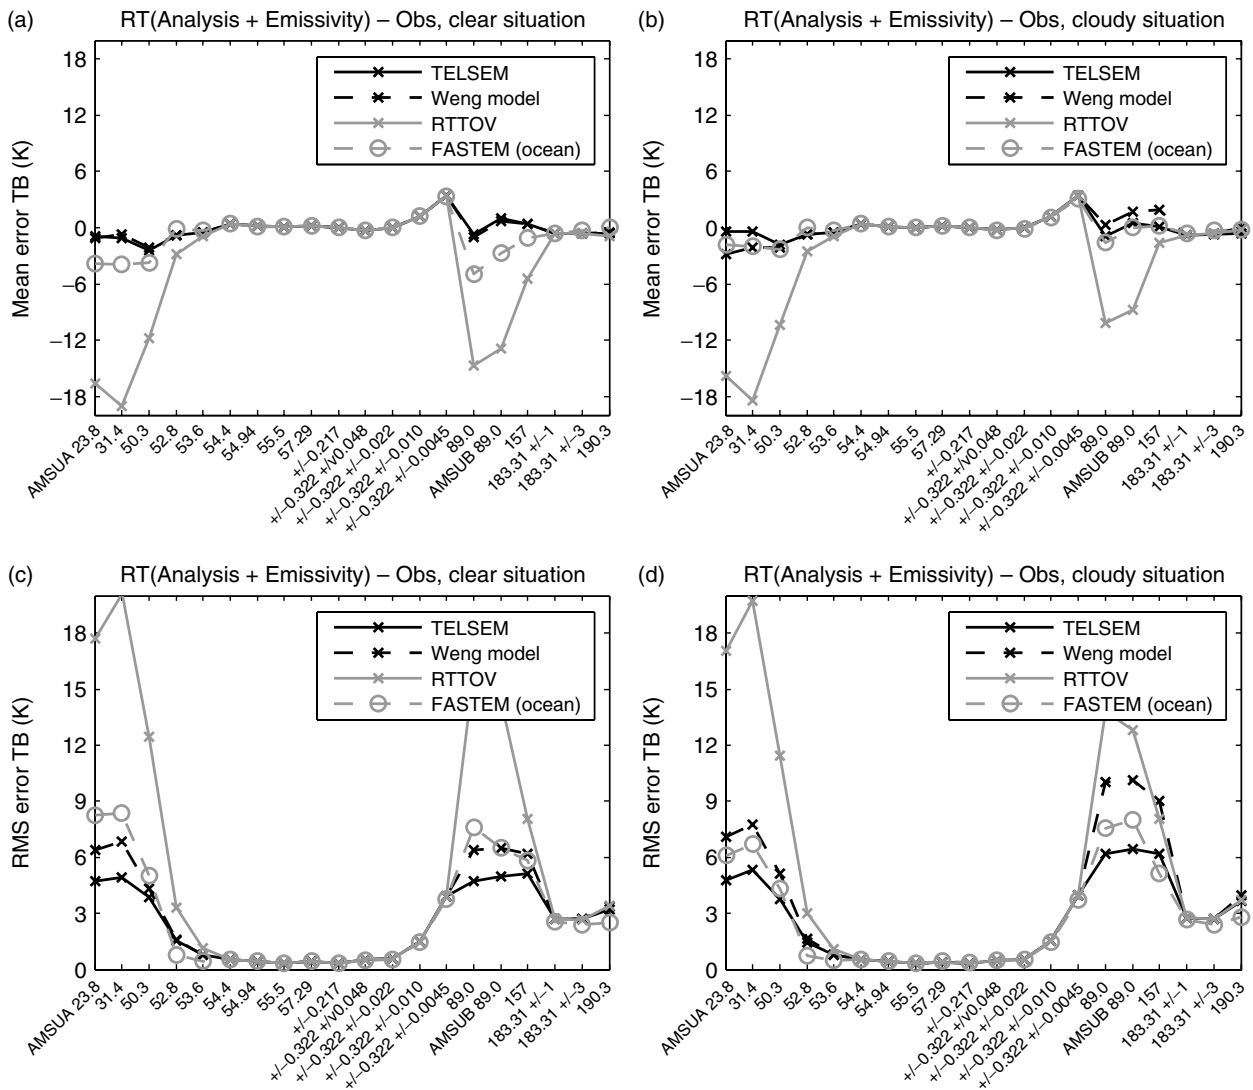 (a) RT(Analysis + Emissivity) – Obs, clear situation
18
12
6
0
−6
−12
−18
Mean error TB (K)
TELSEM
Weng model
RTTOV
FASTEM (ocean)
AMSUA 23.8
31.4
50.3
52.8
53.6
54.4
54.94
55.5
57.29
+/−0.217
+/−0.322 +/v0.048
+/−0.322 +/−0.022
+/−0.322 +/−0.010
+/−0.322 +/−0.0045
89.0
AMSUB 89.0
157
183.31 +/−1
183.31 +/−3
190.3
(b) RT(Analysis + Emissivity) – Obs, cloudy situation
18
12
6
0
−6
−12
−18
Mean error TB (K)
TELSEM
Weng model
RTTOV
FASTEM (ocean)
AMSUA 23.8
31.4
50.3
52.8
53.6
54.4
54.94
55.5
57.29
+/−0.217
+/−0.322 +/v0.048
+/−0.322 +/−0.022
+/−0.322 +/−0.010
+/−0.322 +/−0.0045
89.0
AMSUB 89.0
157
183.31 +/−1
183.31 +/−3
190.3
(c) RT(Analysis + Emissivity) – Obs, clear situation
18
15
12
9
6
3
0
RMS error TB (K)
TELSEM
Weng model
RTTOV
FASTEM (ocean)
AMSUA 23.8
31.4
50.3
52.8
53.6
54.4
54.94
55.5
57.29
+/−0.217
+/−0.322 +/v0.048
+/−0.322 +/−0.022
+/−0.322 +/−0.010
+/−0.322 +/−0.0045
89.0
AMSUB 89.0
157
183.31 +/−1
183.31 +/−3
190.3
(d) RT(Analysis + Emissivity) – Obs, cloudy situation
18
15
12
9
6
3
0
RMS error TB (K)
TELSEM
Weng model
RTTOV
FASTEM (ocean)
AMSUA 23.8
31.4
50.3
52.8
53.6
54.4
54.94
55.5
57.29
+/−0.217
+/−0.322 +/v0.048
+/−0.322 +/−0.022
+/−0.322 +/−0.010
+/−0.322 +/−0.0045
89.0
AMSUB 89.0
157
183.31 +/−1
183.31 +/−3
190.3